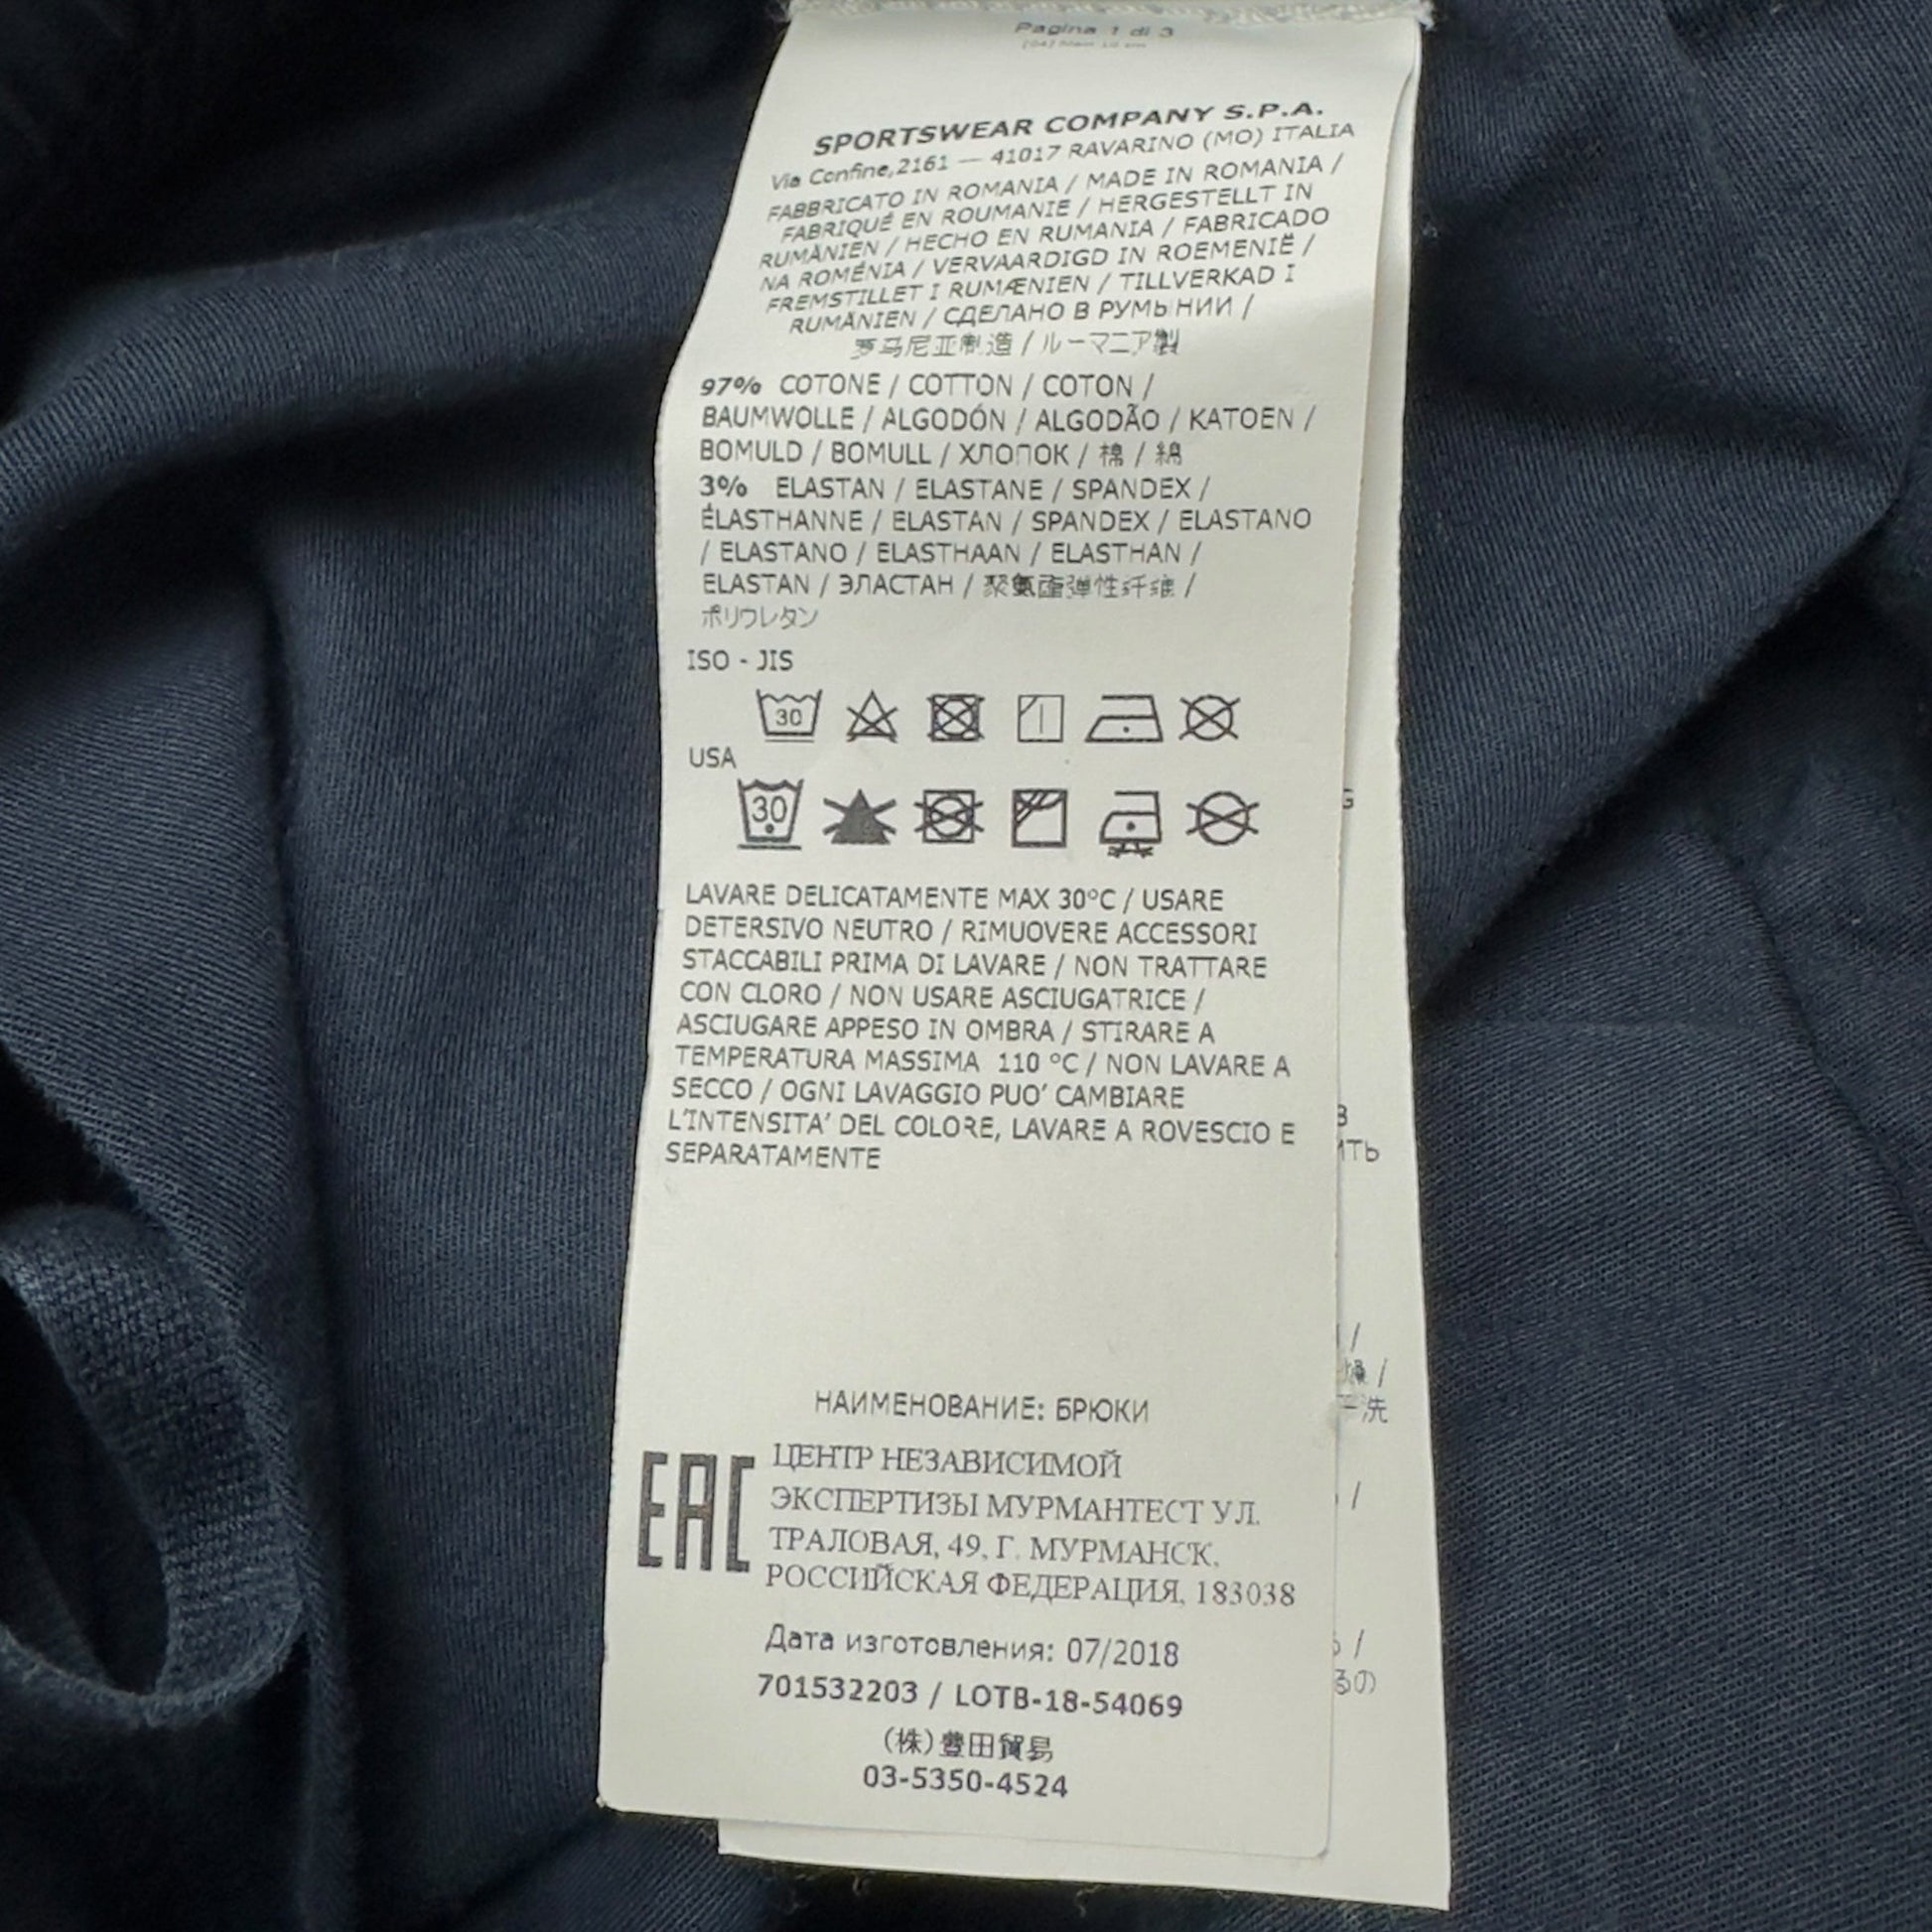 Pagina 1 di 3
SPORTSWEAR COMPANY S.P.A.
Via Confine,2161 — 41017 RAVARINO (MO) ITALIA
FABBRICATO IN ROMANIA / MADE IN ROMANIA /
FABRIQUÉ EN ROUMANIE / HERGESTELLT IN
RUMÄNIEN / HECHO EN RUMANIA / FABRICADO
NA ROMÉNIA / VERVAARDIGD IN ROEMENIË /
FREMSTILLET I RUMÆNIEN / TILLVERKAD I
RUMÄNIEN / СДЕЛАНО В РУМЫНИИ /
罗马尼亚制造 / ルーマニア製
97% COTONE / COTTON / COTON /
BAUMWOLLE / ALGODÓN / ALGODÃO / KATOEN /
BOMULD / BOMULL / ХЛОПОК / 棉 / 綿
3% ELASTAN / ELASTANE / SPANDEX /
ÉLASTHANNE / ELASTAN / SPANDEX / ELASTANO
/ ELASTANO / ELASTHAAN / ELASTHAN /
ELASTAN / ЭЛАСТАН / 聚氨酯弹性纤维 /
ポリウレタン
ISO - JIS
30
USA
30
LAVARE DELICATAMENTE MAX 30°C / USARE
DETERSIVO NEUTRO / RIMUOVERE ACCESSORI
STACCABILI PRIMA DI LAVARE / NON TRATTARE
CON CLORO / NON USARE ASCIUGATRICE /
ASCIUGARE APPESO IN OMBRA / STIRARE A
TEMPERATURA MASSIMA 110 °C / NON LAVARE A
SECCO / OGNI LAVAGGIO PUO' CAMBIARE
L'INTENSITA' DEL COLORE, LAVARE A ROVESCIO E
SEPARATAMENTE
НАИМЕНОВАНИЕ: БРЮКИ
EAC
ЦЕНТР НЕЗАВИСИМОЙ
ЭКСПЕРТИЗЫ МУРМАНТЕСТ УЛ.
ТРАЛОВАЯ, 49, Г. МУРМАНСК,
РОССИЙСКАЯ ФЕДЕРАЦИЯ, 183038
Дата изготовления: 07/2018
701532203 / LOTB-18-54069
(株)豊田貿易
03-5350-4524